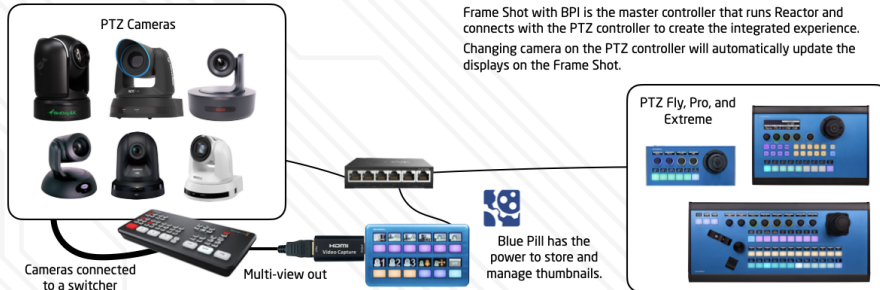 Frame Shot with BPI is the master controller that runs Reactor and
connects with the PTZ controller to create the integrated experience.
Changing camera on the PTZ controller will automatically update the
displays on the Frame Shot.
PTZ Cameras
PTZ Fly, Pro, and
Extreme
HDMI
Video Capture
Blue Pill has the
power to store and
manage thumbnails.
1 2 3
Cameras connected
to a switcher
Multi-view out